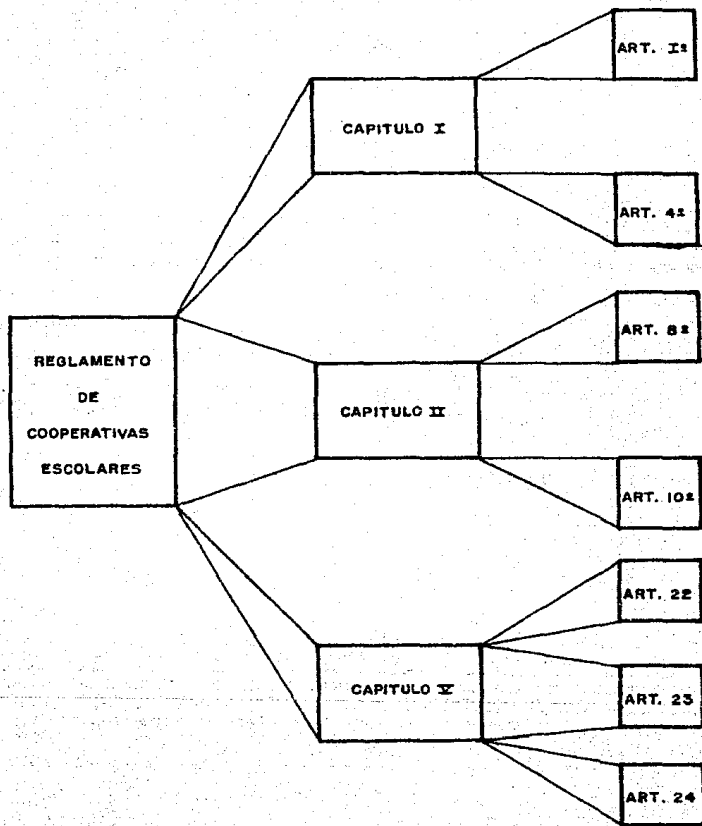 REGLAMENTO
DE
COOPERATIVAS
ESCOLARES
CAPITULO I
ART. Iº
ART. 4º
CAPITULO II
ART. 8º
ART. 10º
CAPITULO V
ART. 22
ART. 23
ART. 24